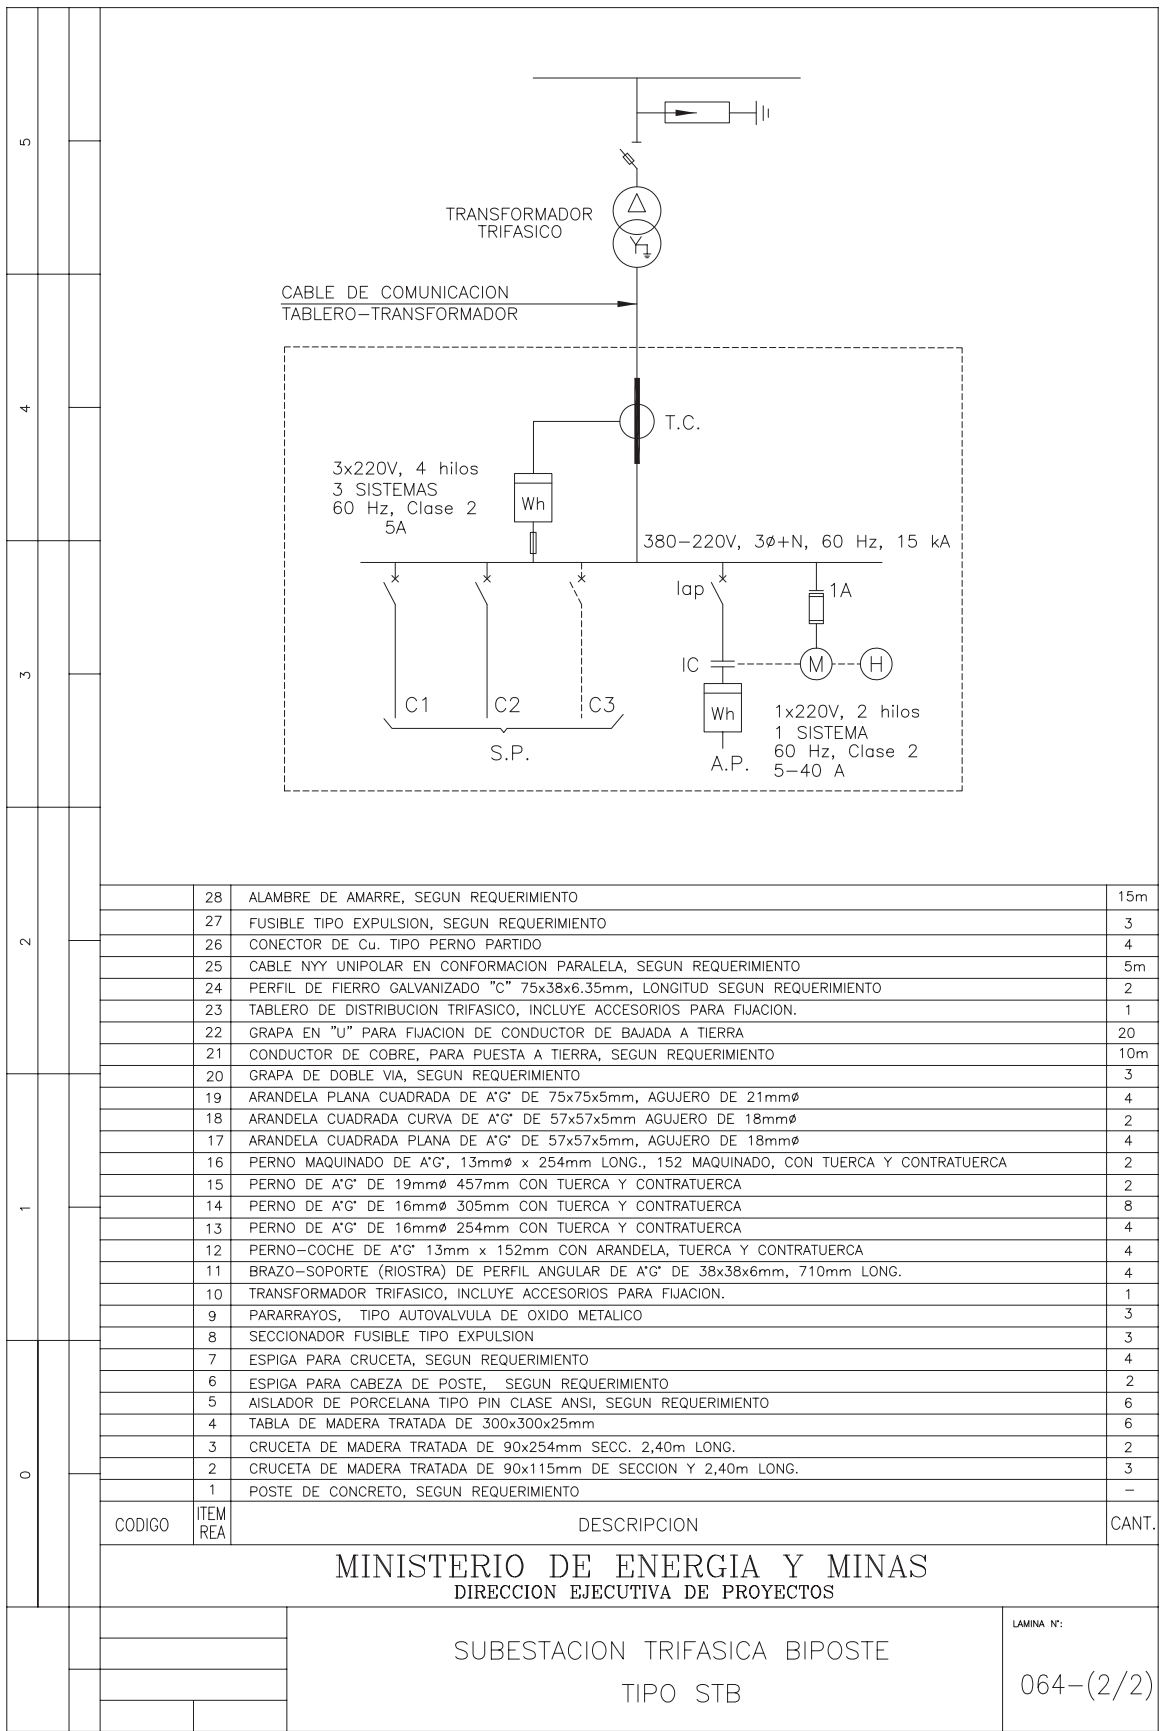 5
TRANSFORMADOR
TRIFASICO
CABLE DE COMUNICACION
TABLERO-TRANSFORMADOR
4
T.C.
3x220V, 4 hilos
3 SISTEMAS
60 Hz, Clase 2
5A
Wh
380-220V, 3ø+N, 60 Hz, 15 kA
Iap
1A
3
IC
M
H
C1
C2
C3
S.P.
Wh
A.P.
1x220V, 2 hilos
1 SISTEMA
60 Hz, Clase 2
5-40 A
2
28 ALAMBRE DE AMARRE, SEGUN REQUERIMIENTO 15m
27 FUSIBLE TIPO EXPULSION, SEGUN REQUERIMIENTO 3
26 CONECTOR DE Cu. TIPO PERNO PARTIDO 4
25 CABLE NYY UNIPOLAR EN CONFORMACION PARALELA, SEGUN REQUERIMIENTO 5m
24 PERFIL DE FIERRO GALVANIZADO "C" 75x38x6.35mm, LONGITUD SEGUN REQUERIMIENTO 2
23 TABLERO DE DISTRIBUCION TRIFASICO, INCLUYE ACCESORIOS PARA FIJACION. 1
22 GRAPA EN "U" PARA FIJACION DE CONDUCTOR DE BAJADA A TIERRA 20
21 CONDUCTOR DE COBRE, PARA PUESTA A TIERRA, SEGUN REQUERIMIENTO 10m
20 GRAPA DE DOBLE VIA, SEGUN REQUERIMIENTO 3
19 ARANDELA PLANA CUADRADA DE A°G° DE 75x75x5mm, AGUJERO DE 21mmø 4
18 ARANDELA CUADRADA CURVA DE A°G° DE 57x57x5mm AGUJERO DE 18mmø 2
17 ARANDELA CUADRADA PLANA DE A°G° DE 57x57x5mm, AGUJERO DE 18mmø 4
16 PERNO MAQUINADO DE A°G°, 13mmø x 254mm LONG., 152 MAQUINADO, CON TUERCA Y CONTRATUERCA 2
15 PERNO DE A°G° DE 19mmø 457mm CON TUERCA Y CONTRATUERCA 2
1
14 PERNO DE A°G° DE 16mmø 305mm CON TUERCA Y CONTRATUERCA 8
13 PERNO DE A°G° DE 16mmø 254mm CON TUERCA Y CONTRATUERCA 4
12 PERNO-COCHE DE A°G° 13mm x 152mm CON ARANDELA, TUERCA Y CONTRATUERCA 4
11 BRAZO-SOPORTE (RIOSTRA) DE PERFIL ANGULAR DE A°G° DE 38x38x6mm, 710mm LONG. 4
10 TRANSFORMADOR TRIFASICO, INCLUYE ACCESORIOS PARA FIJACION. 1
9 PARARRAYOS, TIPO AUTOVALVULA DE OXIDO METALICO 3
8 SECCIONADOR FUSIBLE TIPO EXPULSION 3
7 ESPIGA PARA CRUCETA, SEGUN REQUERIMIENTO 4
6 ESPIGA PARA CABEZA DE POSTE, SEGUN REQUERIMIENTO 2
5 AISLADOR DE PORCELANA TIPO PIN CLASE ANSI, SEGUN REQUERIMIENTO 6
4 TABLA DE MADERA TRATADA DE 300x300x25mm 6
3 CRUCETA DE MADERA TRATADA DE 90x254mm SECC. 2,40m LONG. 2
0
2 CRUCETA DE MADERA TRATADA DE 90x115mm DE SECCION Y 2,40m LONG. 3
1 POSTE DE CONCRETO, SEGUN REQUERIMIENTO -
CODIGO ITEM REA DESCRIPCION CANT.
MINISTERIO DE ENERGIA Y MINAS
DIRECCION EJECUTIVA DE PROYECTOS
SUBESTACION TRIFASICA BIPOSTE
TIPO STB
LAMINA N°:
064-(2/2)